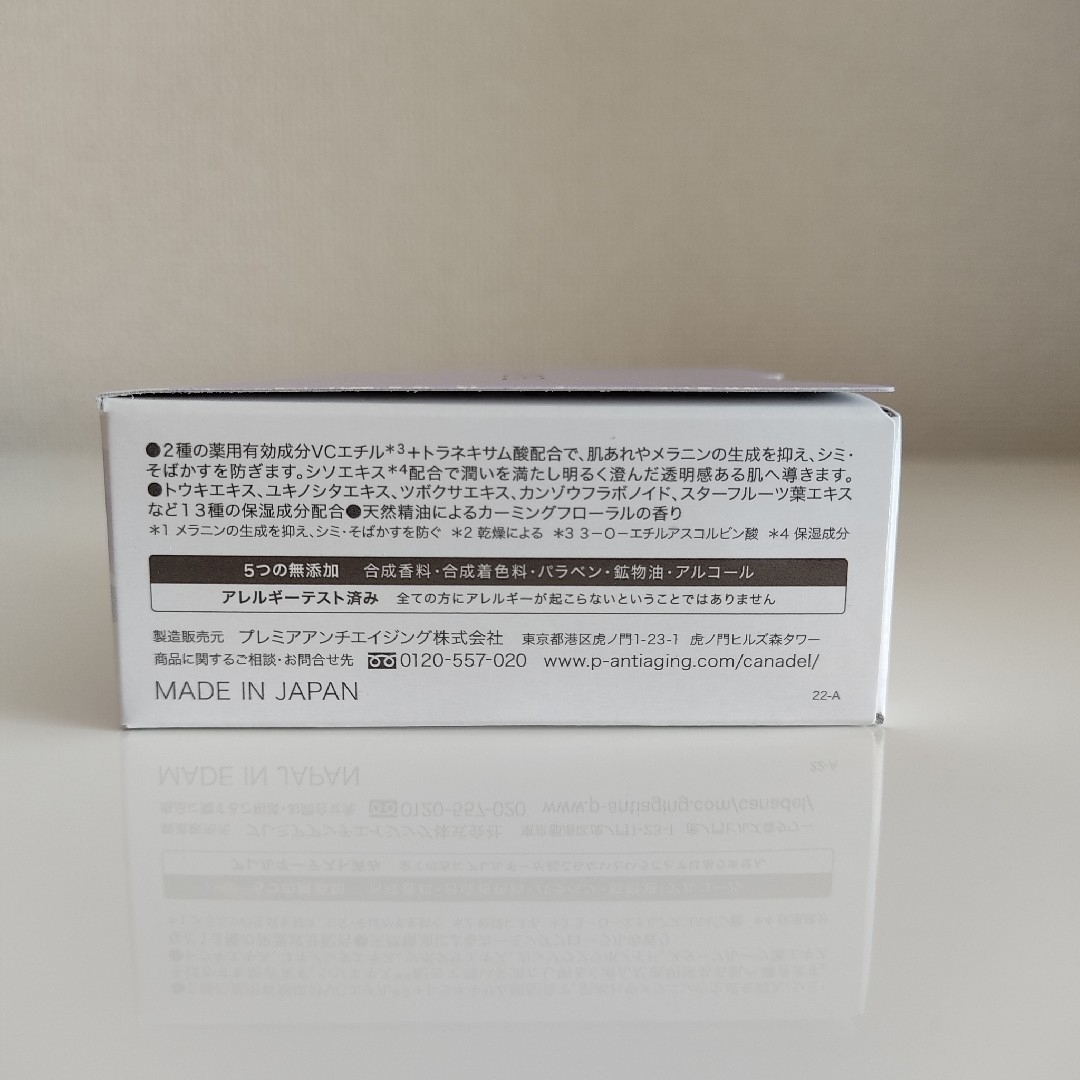 ●2種の薬用有効成分VCエチル*3+トラネキサム酸配合で、肌あれやメラニンの生成を抑え、シミ・
そばかすを防ぎます。シソエキス*4配合で潤いを満たし明るく澄んだ透明感ある肌へ導きます。
●トウキエキス、ユキノシタエキス、ツボクサエキス、カンゾウフラボノイド、スターフルーツ葉エキス
など13種の保湿成分配合●天然精油によるカーミングフローラルの香り
*1 メラニンの生成を抑え、シミ・そばかすを防ぐ *2 乾燥による *3 3-O-エチルアスコルビン酸 *4 保湿成分
5つの無添加 合成香料・合成着色料・パラベン・鉱物油・アルコール
アレルギーテスト済み 全ての方にアレルギーが起こらないということではありません
製造販売元 プレミアアンチエイジング株式会社 東京都港区虎ノ門1-23-1 虎ノ門ヒルズ森タワー
商品に関するご相談・お問合せ先 0120-557-020 www.p-antiaging.com/canadel/
MADE IN JAPAN 22-A